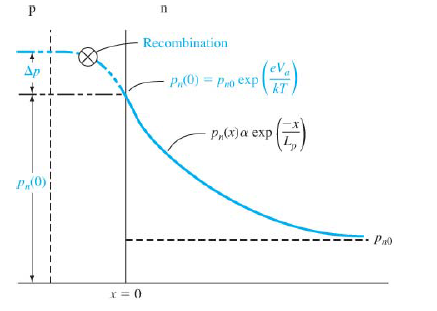 p n
Recombination
Δp
pₙ(0) = pₙ₀ exp (eVₐ / kT)
pₙ(x) α exp (−x / Lₚ)
pₙ(0)
pₙ₀
x = 0